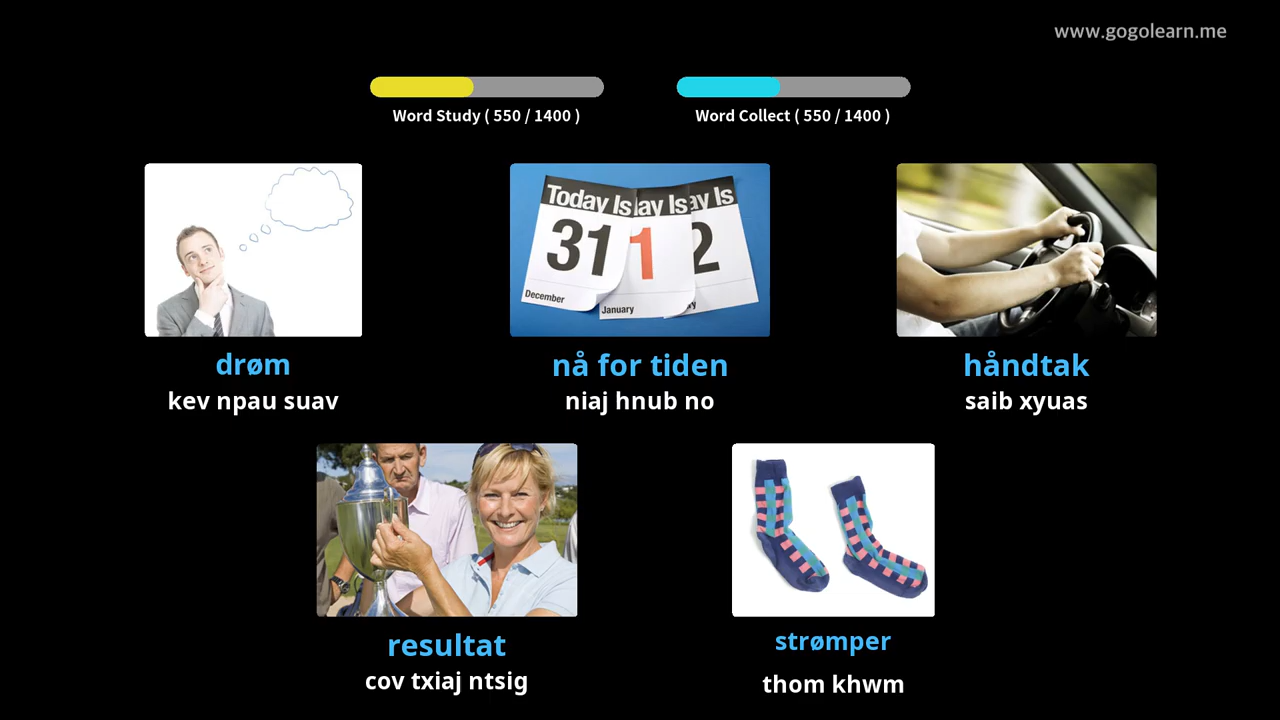 www.gogolearn.me
Word Study ( 550 / 1400 )
Word Collect ( 550 / 1400 )
Today Is
ay Is
ay Is
31
1
2
December
January
drøm
nå for tiden
håndtak
kev npau suav
niaj hnub no
saib xyuas
resultat
strømper
cov txiaj ntsig
thom khwm